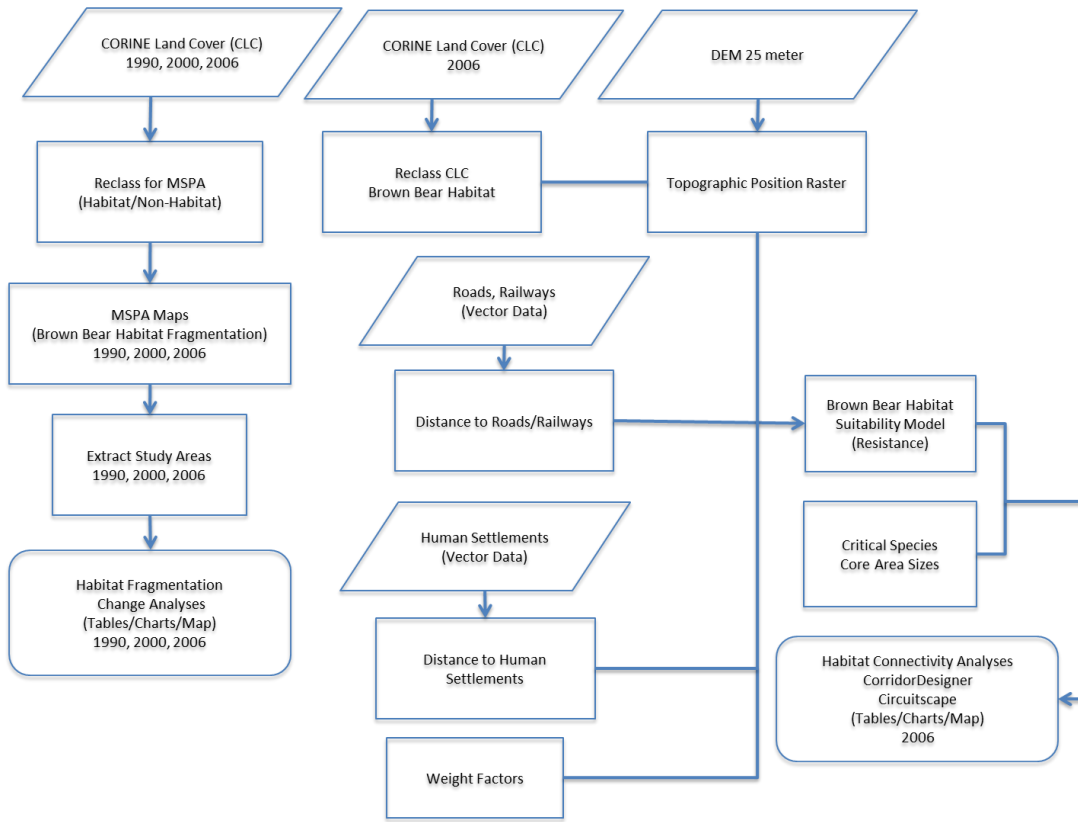 CORINE Land Cover (CLC)
1990, 2000, 2006
Reclass for MSPA
(Habitat/Non-Habitat)
MSPA Maps
(Brown Bear Habitat Fragmentation)
1990, 2000, 2006
Extract Study Areas
1990, 2000, 2006
Habitat Fragmentation
Change Analyses
(Tables/Charts/Map)
1990, 2000, 2006
CORINE Land Cover (CLC)
2006
Reclass CLC
Brown Bear Habitat
DEM 25 meter
Topographic Position Raster
Roads, Railways
(Vector Data)
Distance to Roads/Railways
Human Settlements
(Vector Data)
Distance to Human
Settlements
Weight Factors
Brown Bear Habitat
Suitability Model
(Resistance)
Critical Species
Core Area Sizes
Habitat Connectivity Analyses
CorridorDesigner
Circuitscape
(Tables/Charts/Map)
2006